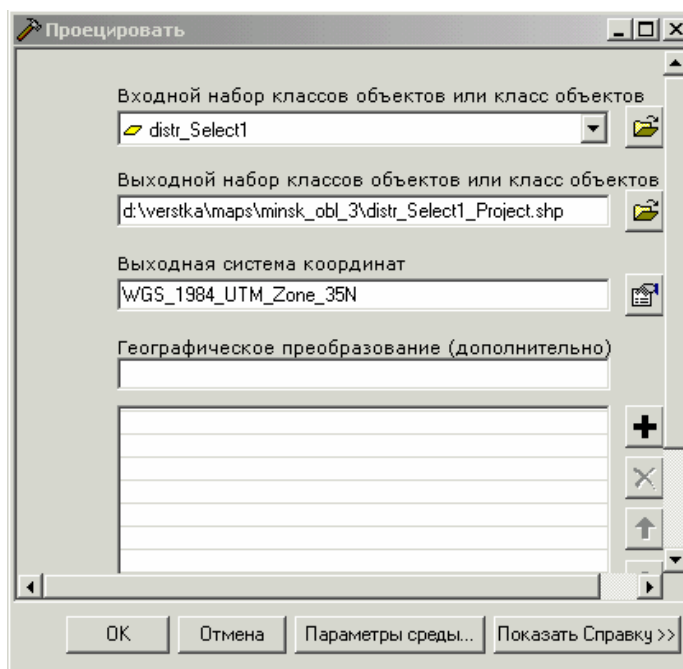 Проецировать
Входной набор классов объектов или класс объектов
distr_Select1
Выходной набор классов объектов или класс объектов
d:\verstka\maps\minsk_obl_3\distr_Select1_Project.shp
Выходная система координат
WGS_1984_UTM_Zone_35N
Географическое преобразование (дополнительно)
OK
Отмена
Параметры среды...
Показать Справку >>